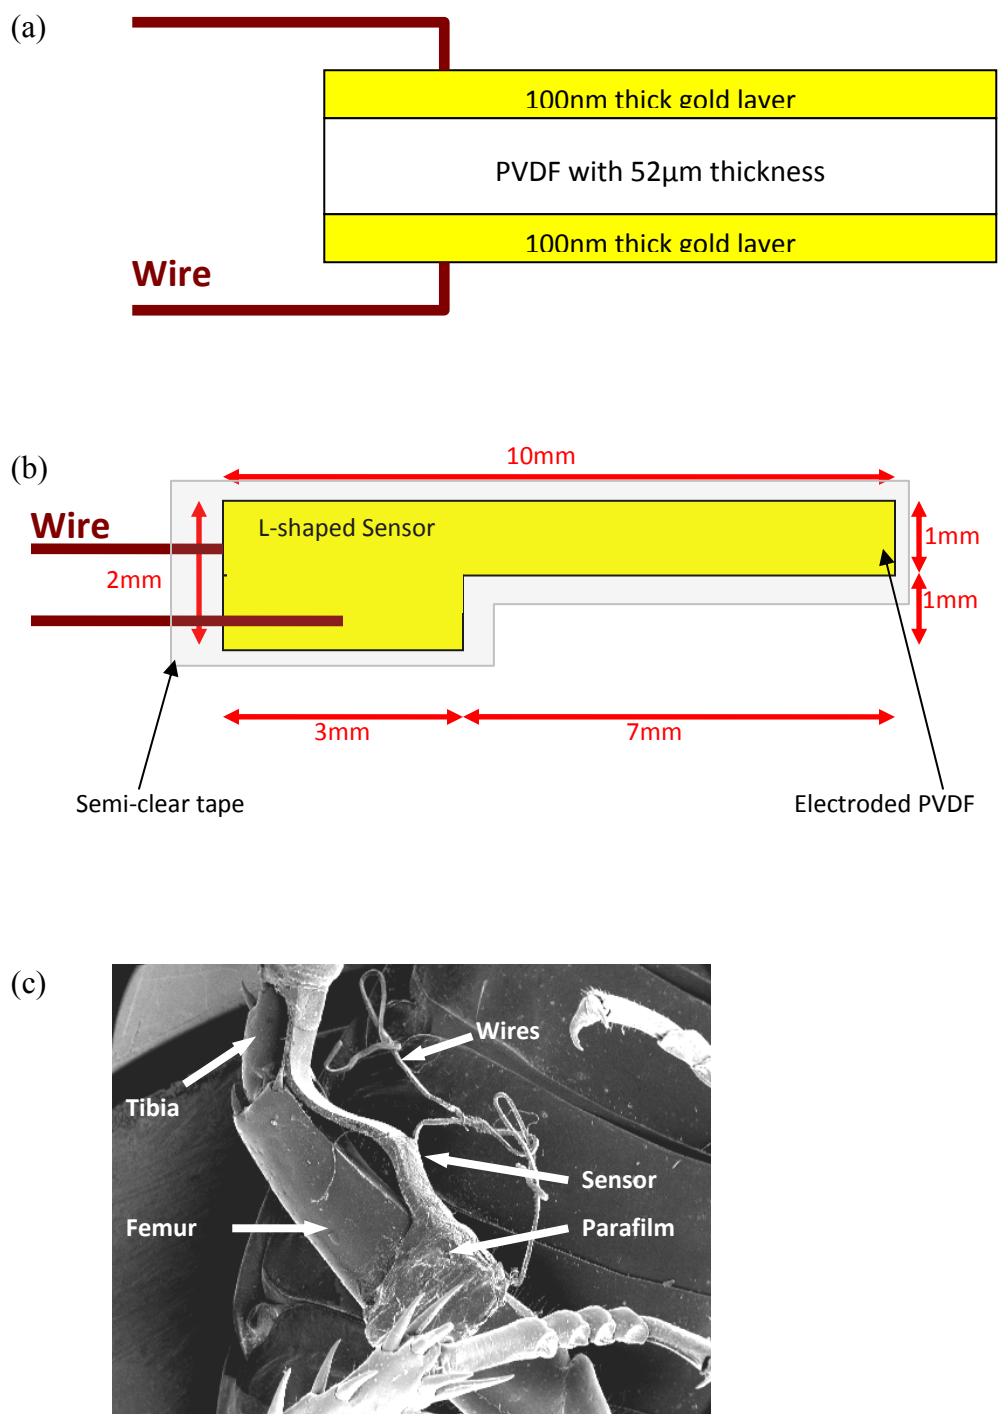 (a)
100nm thick gold layer
PVDF with 52µm thickness
100nm thick gold layer
Wire
(b)
10mm
Wire
L-shaped Sensor
1mm
2mm
1mm
3mm
7mm
Semi-clear tape
Electroded PVDF
(c)
Wires
Tibia
Sensor
Femur
Parafilm